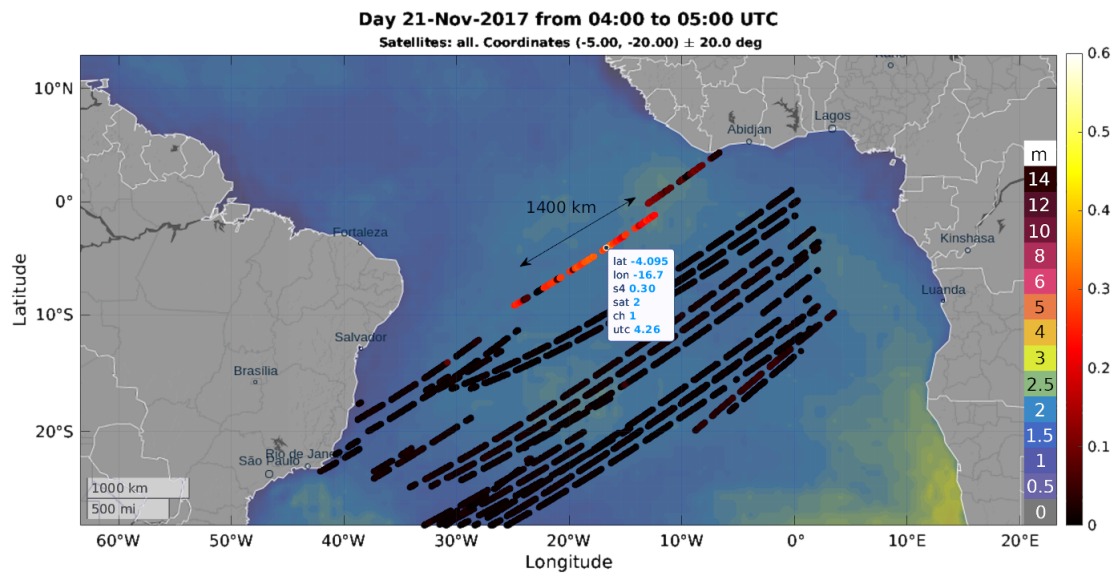 Day 21-Nov-2017 from 04:00 to 05:00 UTC
Satellites: all. Coordinates (-5.00, -20.00) ± 20.0 deg
10°N
0°
10°S
20°S
Latitude
60°W
50°W
40°W
30°W
20°W
10°W
0°
10°E
20°E
Longitude
Abidjan
Lagos
Fortaleza
Kinshasa
Luanda
Salvador
Brasília
Rio de Jane
São Paulo
1400 km
lat -4.095
lon -16.7
s4 0.30
sat 2
ch 1
utc 4.26
1000 km
500 mi
m
14
12
10
8
6
5
4
3
2.5
2
1.5
1
0.5
0
0.6
0.5
0.4
0.3
0.2
0.1
0